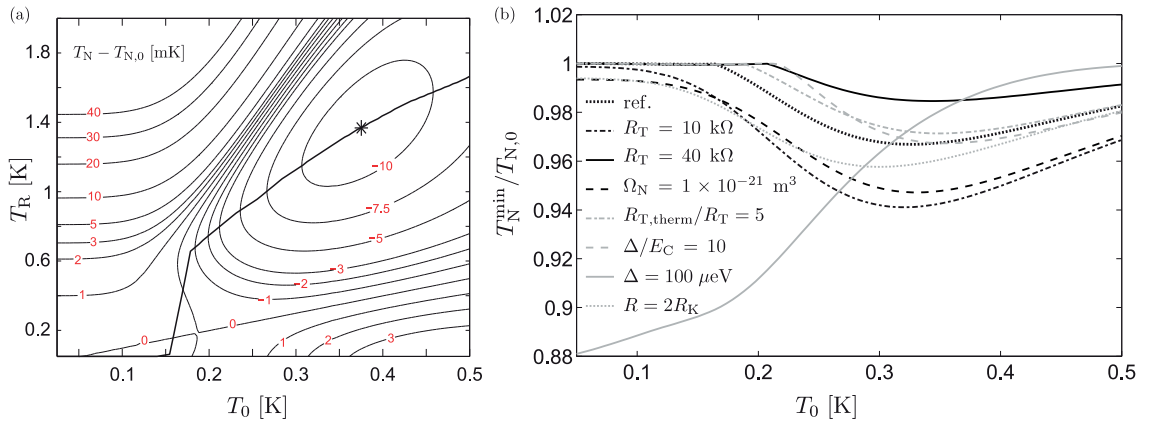 (a)
T_N − T_N,0 [mK]
40
30
20
10
5
3
2
1
0
0
−10
−7.5
−5
−3
−2
−1
1
2
3
1.8
1.4
1
0.6
0.2
T_R [K]
0.1
0.2
0.3
0.4
0.5
T_0 [K]
(b)
1.02
1
0.98
0.96
0.94
0.92
0.9
0.88
T_N^min/T_N,0
ref.
R_T = 10 kΩ
R_T = 40 kΩ
Ω_N = 1 × 10^−21 m^3
R_T,therm/R_T = 5
Δ/E_C = 10
Δ = 100 μeV
R = 2R_K
0.1
0.2
0.3
0.4
0.5
T_0 [K]